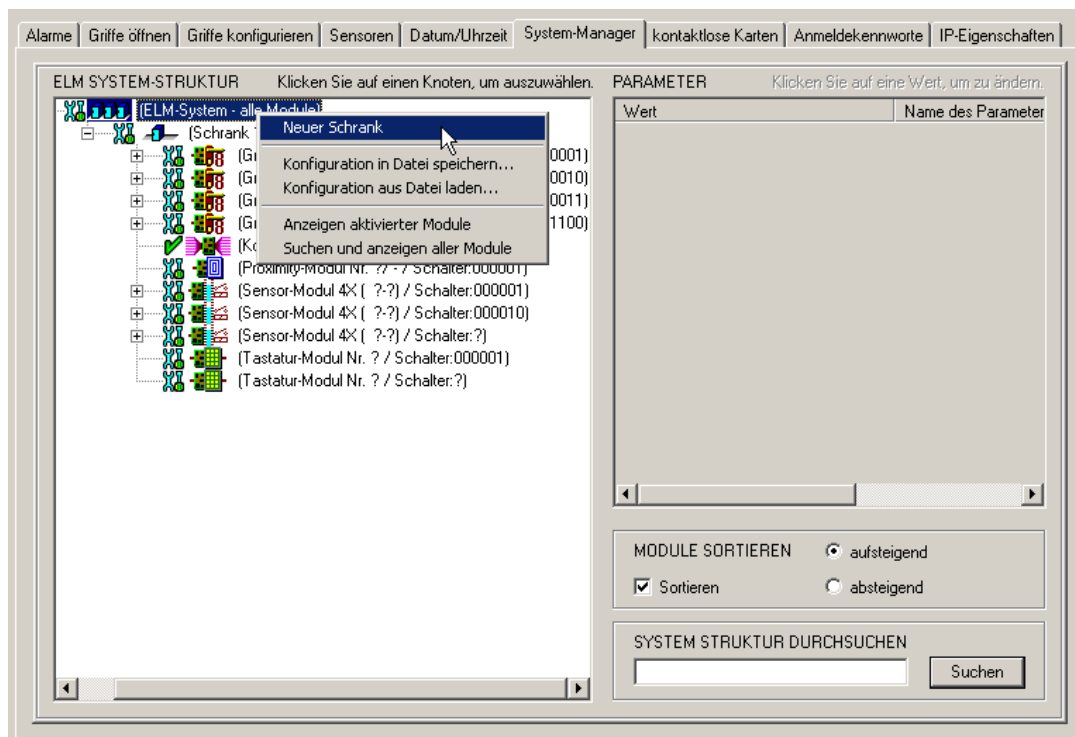 Alarme Griffe öffnen Griffe konfigurieren Sensoren Datum/Uhrzeit System-Manager kontaktlose Karten Anmeldekennworte IP-Eigenschaften
ELM SYSTEM-STRUKTUR Klicken Sie auf einen Knoten, um auszuwählen.
(ELM-System - alle Module)
(Schrank
0001)
0010)
0011)
1100)
(Proximity-Modul Nr. ?/ - / Schalter:000001)
(Sensor-Modul 4X ( ?-?) / Schalter:000001)
(Sensor-Modul 4X ( ?-?) / Schalter:000010)
(Sensor-Modul 4X ( ?-?) / Schalter:?)
(Tastatur-Modul Nr. ? / Schalter:000001)
(Tastatur-Modul Nr. ? / Schalter:?)
Neuer Schrank
Konfiguration in Datei speichern...
Konfiguration aus Datei laden...
Anzeigen aktivierter Module
Suchen und anzeigen aller Module
PARAMETER Klicken Sie auf eine Wert, um zu ändern.
Wert Name des Parameter
MODULE SORTIEREN aufsteigend
Sortieren absteigend
SYSTEM STRUKTUR DURCHSUCHEN
Suchen